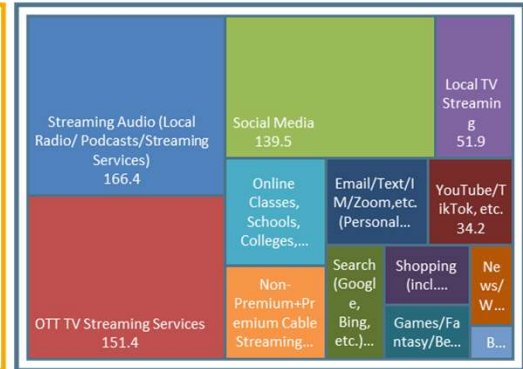 Streaming Audio (Local
Radio/ Podcasts/Streaming
Services)
166.4
OTT TV Streaming Services
151.4
Social Media
139.5
Local TV
Streamin
g
51.9
Online
Classes,
Schools,
Colleges,...
Email/Text/I
M/Zoom,etc.
(Personal...
YouTube/T
ikTok, etc.
34.2
Non-
Premium+Pr
emium Cable
Streaming...
Search
(Googl
e,
Bing,
etc.)...
Shopping
(incl....
Games/Fa
ntasy/Be...
Ne
ws/
W...
B...